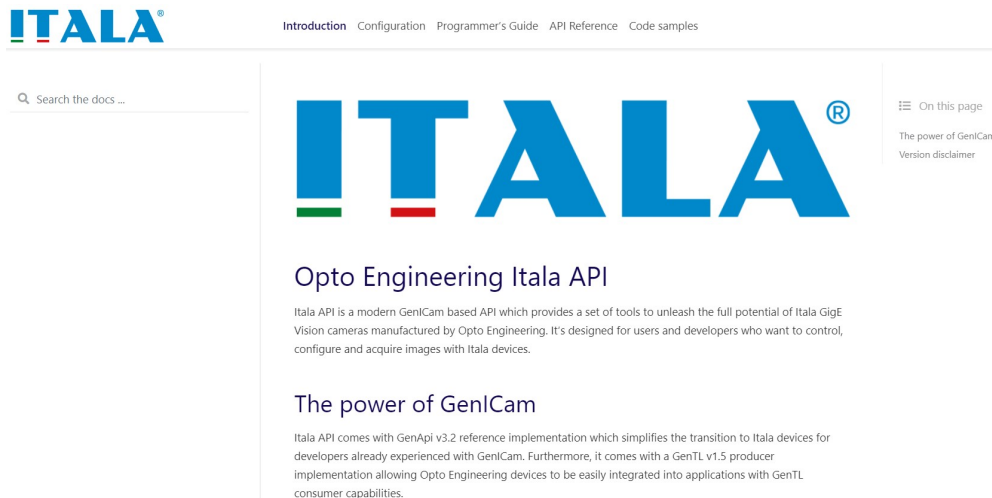 ITALA®
Introduction Configuration Programmer's Guide API Reference Code samples
Search the docs ...
ITALA®
On this page
The power of GenICam
Version disclaimer
Opto Engineering Itala API
Itala API is a modern GenICam based API which provides a set of tools to unleash the full potential of Itala GigE
Vision cameras manufactured by Opto Engineering. It's designed for users and developers who want to control,
configure and acquire images with Itala devices.
The power of GenICam
Itala API comes with GenApi v3.2 reference implementation which simplifies the transition to Itala devices for
developers already experienced with GenICam. Furthermore, it comes with a GenTL v1.5 producer
implementation allowing Opto Engineering devices to be easily integrated into applications with GenTL
consumer capabilities.